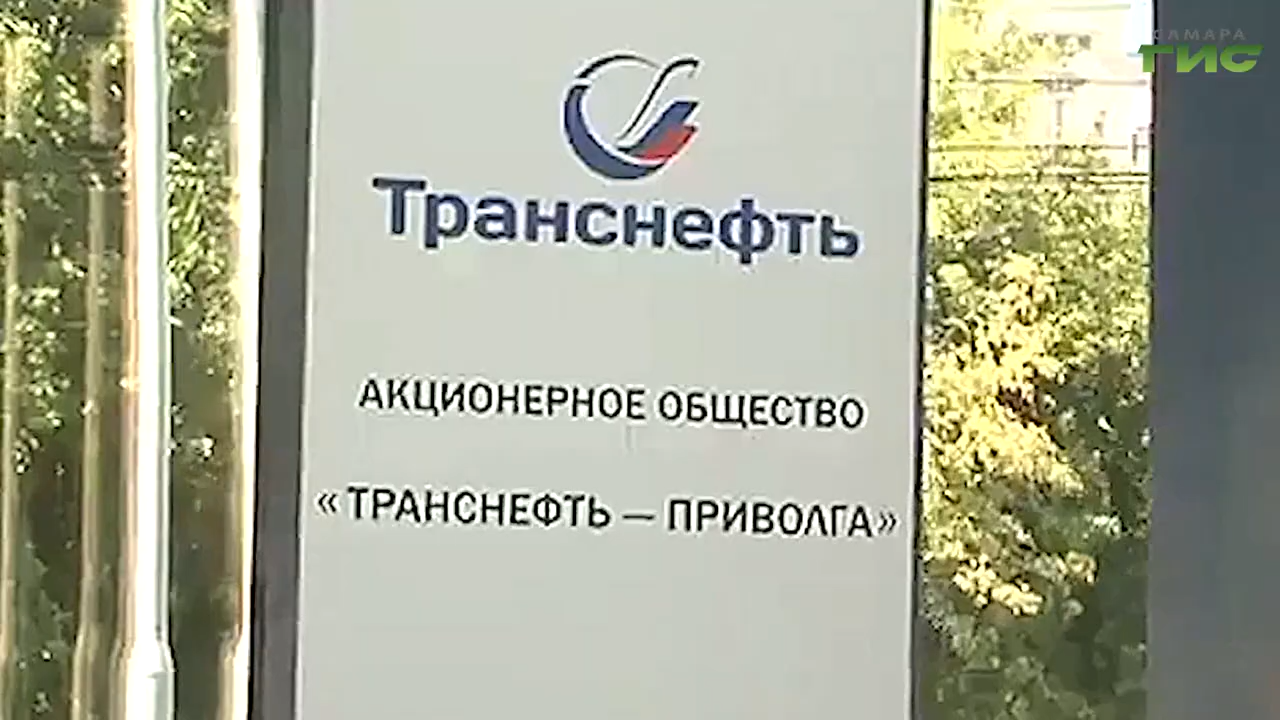 САМАРА
ГИС
Транснефть
АКЦИОНЕРНОЕ ОБЩЕСТВО
«ТРАНСНЕФТЬ — ПРИВОЛГА»